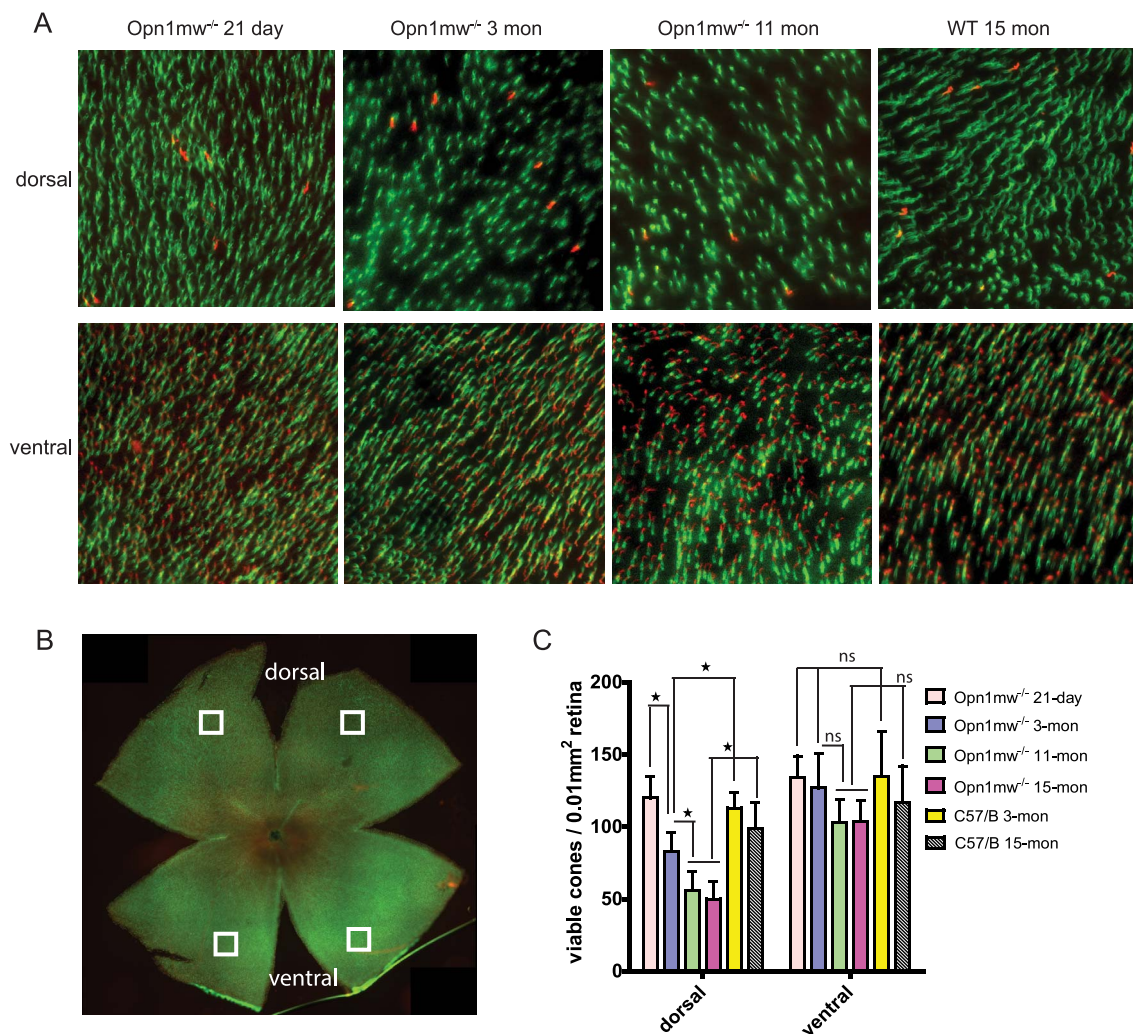 A
Opn1mw-/- 21 day
Opn1mw-/- 3 mon
Opn1mw-/- 11 mon
WT 15 mon
dorsal
ventral
B
dorsal
ventral
C
viable cones / 0.01mm² retina
200
150
100
50
0
★
★
★
★
ns
ns
ns
dorsal
ventral
Opn1mw-/- 21-day
Opn1mw-/- 3-mon
Opn1mw-/- 11-mon
Opn1mw-/- 15-mon
C57/B 3-mon
C57/B 15-mon